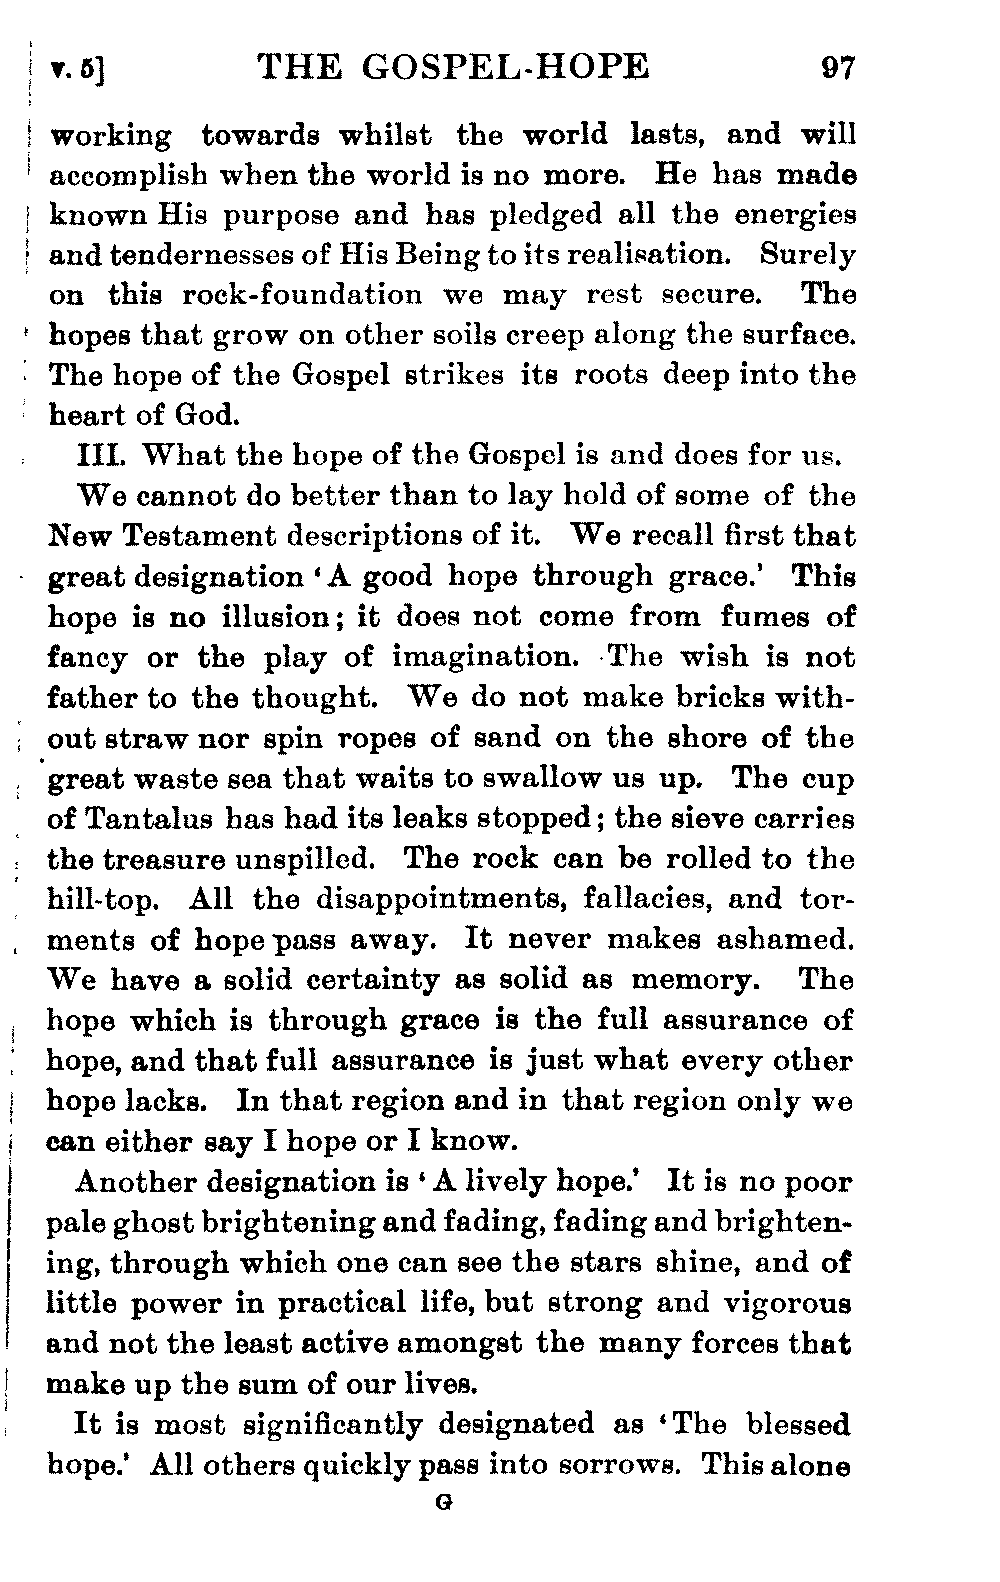 v. 5] THE GOSPEL-HOPE 97
working towards whilst the world lasts, and will
accomplish when the world is no more. He has made
known His purpose and has pledged all the energies
and tendernesses of His Being to its realisation. Surely
on this rock-foundation we may rest secure. The
hopes that grow on other soils creep along the surface.
The hope of the Gospel strikes its roots deep into the
heart of God.
III. What the hope of the Gospel is and does for us.
We cannot do better than to lay hold of some of the
New Testament descriptions of it. We recall first that
great designation ‘A good hope through grace.’ This
hope is no illusion; it does not come from fumes of
fancy or the play of imagination. The wish is not
father to the thought. We do not make bricks with-
out straw nor spin ropes of sand on the shore of the
great waste sea that waits to swallow us up. The cup
of Tantalus has had its leaks stopped; the sieve carries
the treasure unspilled. The rock can be rolled to the
hill-top. All the disappointments, fallacies, and tor-
ments of hope pass away. It never makes ashamed.
We have a solid certainty as solid as memory. The
hope which is through grace is the full assurance of
hope, and that full assurance is just what every other
hope lacks. In that region and in that region only we
can either say I hope or I know.
Another designation is ‘A lively hope.’ It is no poor
pale ghost brightening and fading, fading and brighten-
ing, through which one can see the stars shine, and of
little power in practical life, but strong and vigorous
and not the least active amongst the many forces that
make up the sum of our lives.
It is most significantly designated as ‘The blessed
hope.’ All others quickly pass into sorrows. This alone
G